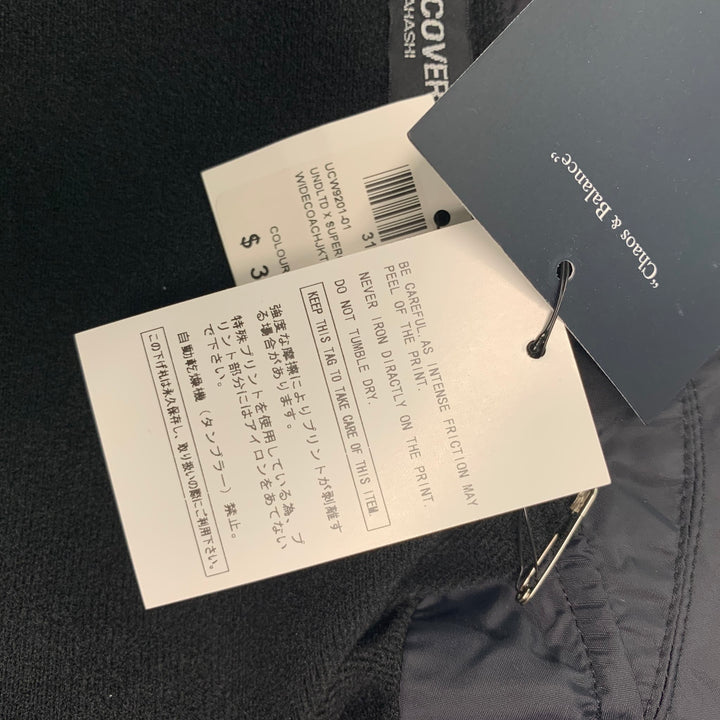 COVER
AHASHI
"Chaos & Balance"
UCW9201-01
UNDLTD X SUPER
WIDECOACHJKT
COLOUR
$ 3
31
BE CAREFUL,AS INTENSE FRICTION MAY
PEEL OF THE PRINT.
NEVER IRON DIRACTLY ON THE PRINT.
DO NOT TUMBLE DRY.
KEEP THIS TAG TO TAKE CARE OF THIS ITEM.
強度な摩擦によりプリントが剥離す
る場合があります。
特殊プリントを使用している為、プ
リント部分にはアイロンをあてない
で下さい。
自動乾燥機（タンブラー）禁止。
この下げ札は永久保存し、取り扱いの際にご利用下さい。